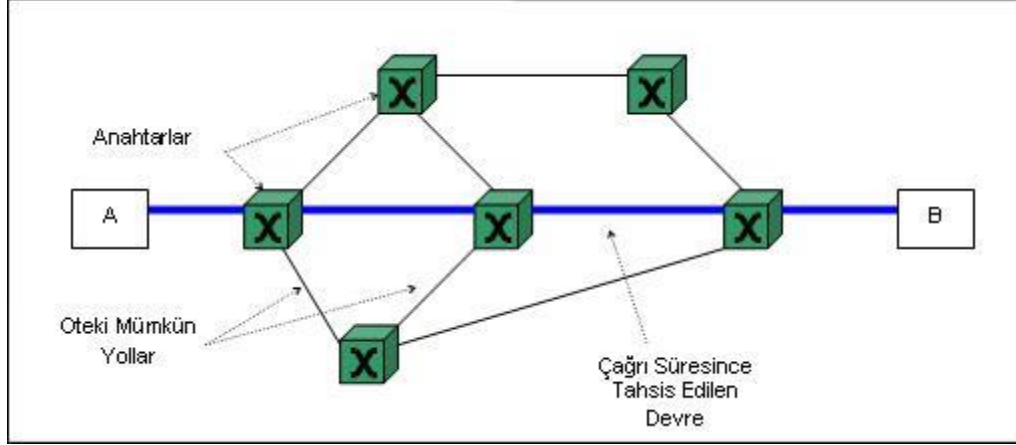 Anahtarlar
A
B
Oteki Mümkün
Yollar
Çağrı Süresince
Tahsis Edilen
Devre
X
X
X
X
X
X